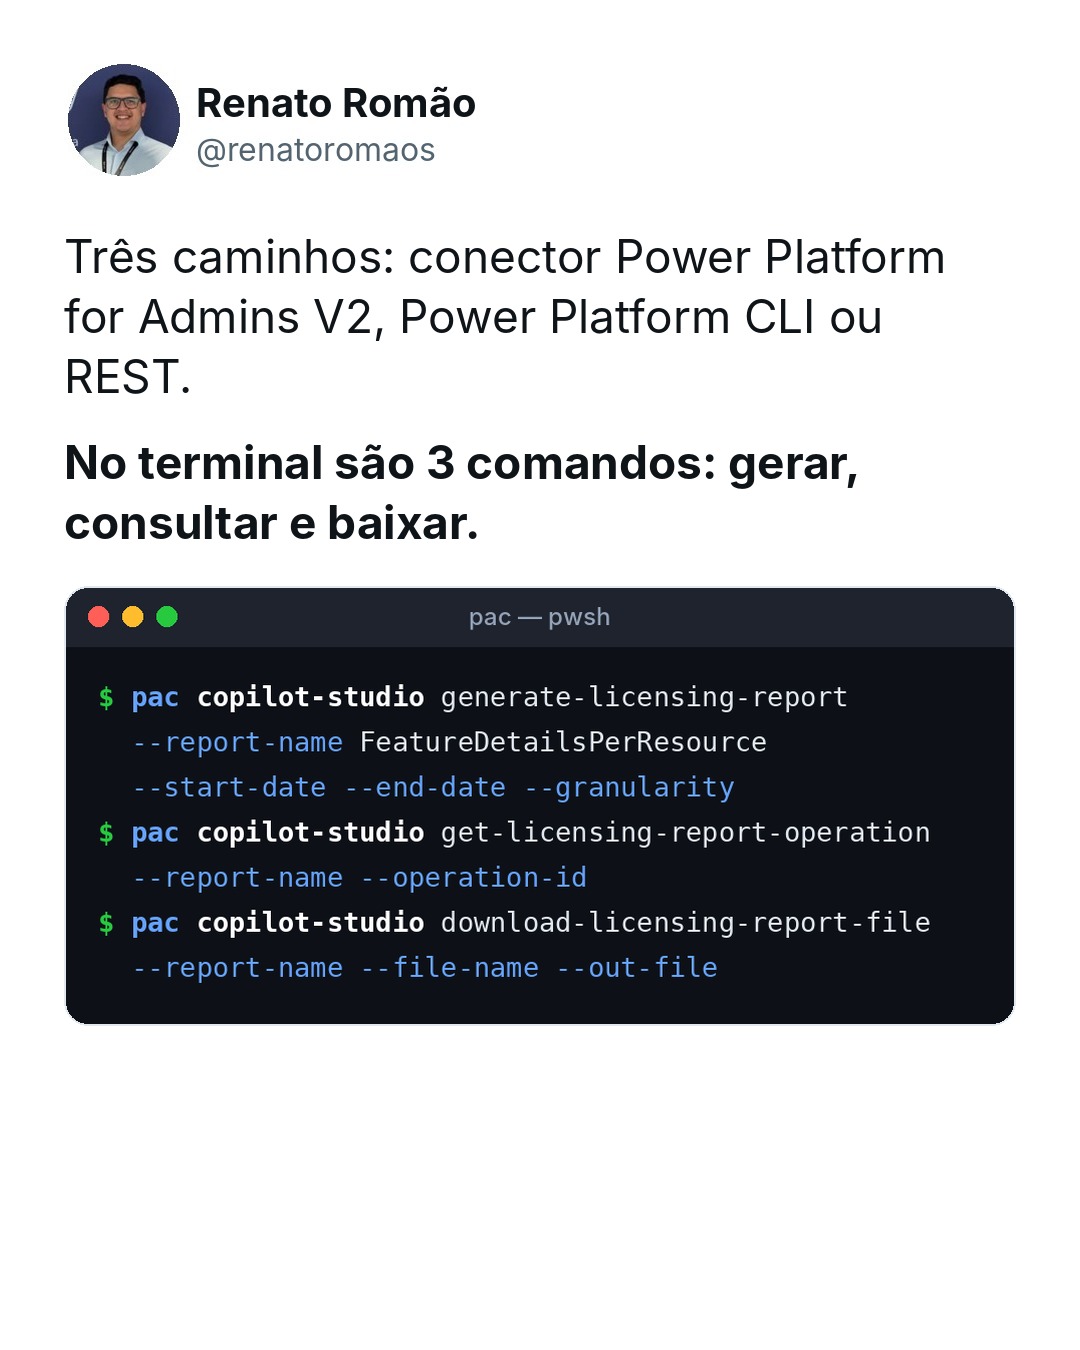 Renato Romão
@renatoromaos
Três caminhos: conector Power Platform
for Admins V2, Power Platform CLI ou
REST.
No terminal são 3 comandos: gerar,
consultar e baixar.
pac — pwsh
$ pac copilot-studio generate-licensing-report
--report-name FeatureDetailsPerResource
--start-date --end-date --granularity
$ pac copilot-studio get-licensing-report-operation
--report-name --operation-id
$ pac copilot-studio download-licensing-report-file
--report-name --file-name --out-file